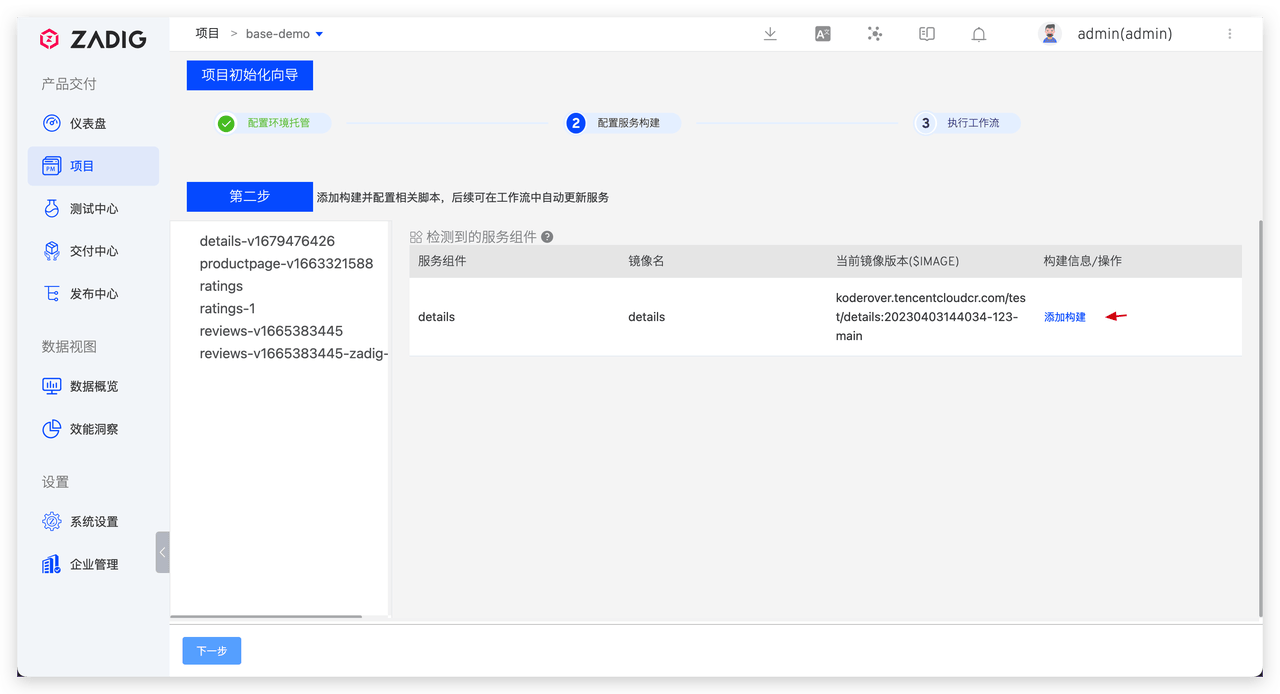 ZADIG
项目 > base-demo
A
admin(admin)
产品交付
仪表盘
PM
项目
测试中心
交付中心
发布中心
数据视图
数据概览
效能洞察
设置
系统设置
企业管理
项目初始化向导
配置环境托管
2 配置服务构建
3 执行工作流
第二步 添加构建并配置相关脚本，后续可在工作流中自动更新服务
details-v1679476426
productpage-v1663321588
ratings
ratings-1
reviews-v1665383445
reviews-v1665383445-zadig-
检测到的服务组件 ?
服务组件 镜像名 当前镜像版本($IMAGE) 构建信息/操作
details details koderover.tencentcloudcr.com/tes
t/details:20230403144034-123-
main
添加构建
下一步